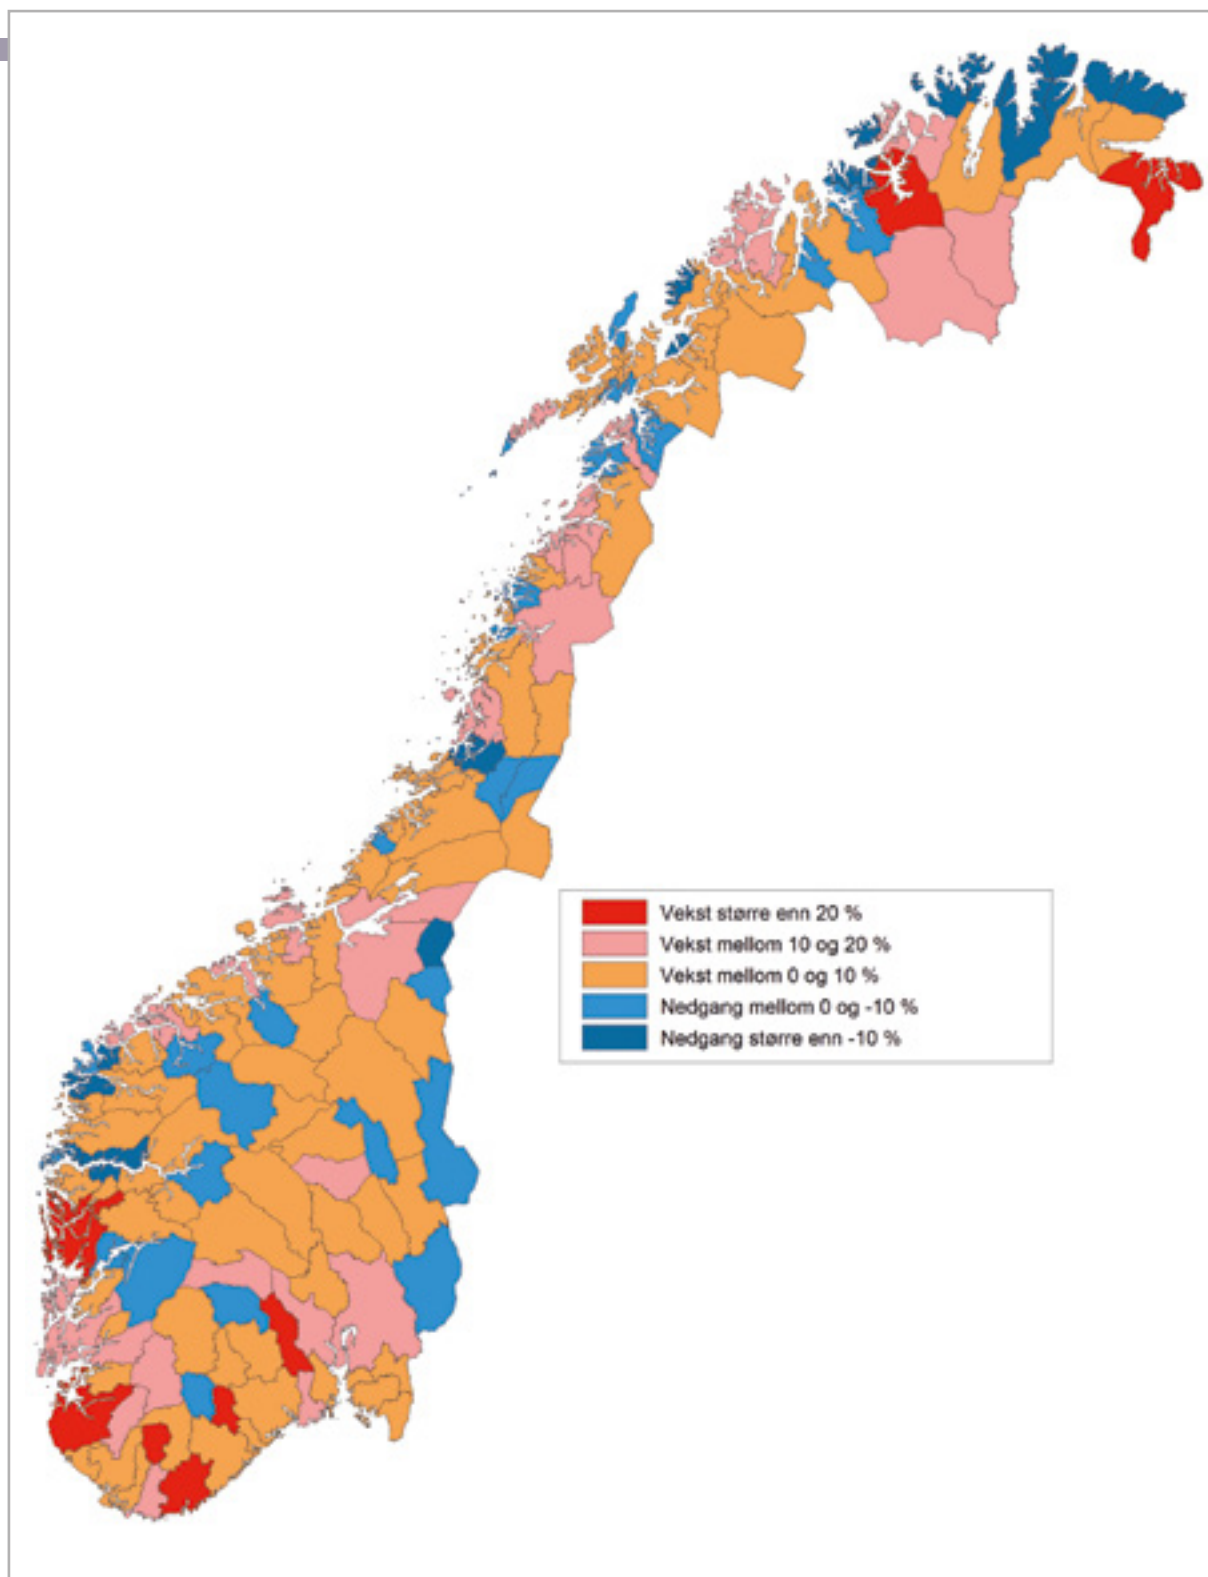 Vekst større enn 20 %
Vekst mellom 10 og 20 %
Vekst mellom 0 og 10 %
Nedgang mellom 0 og -10 %
Nedgang større enn -10 %